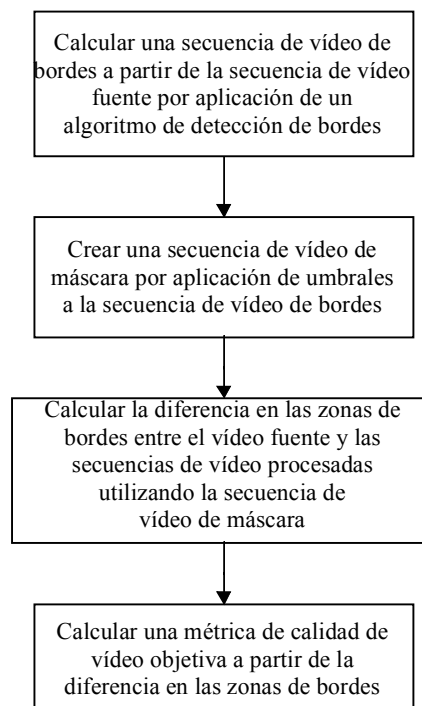 Calcular una secuencia de vídeo de
bordes a partir de la secuencia de vídeo
fuente por aplicación de un
algoritmo de detección de bordes
Crear una secuencia de vídeo de
máscara por aplicación de umbrales
a la secuencia de vídeo de bordes
Calcular la diferencia en las zonas de
bordes entre el vídeo fuente y las
secuencias de vídeo procesadas
utilizando la secuencia de
vídeo de máscara
Calcular una métrica de calidad de
vídeo objetiva a partir de la
diferencia en las zonas de bordes